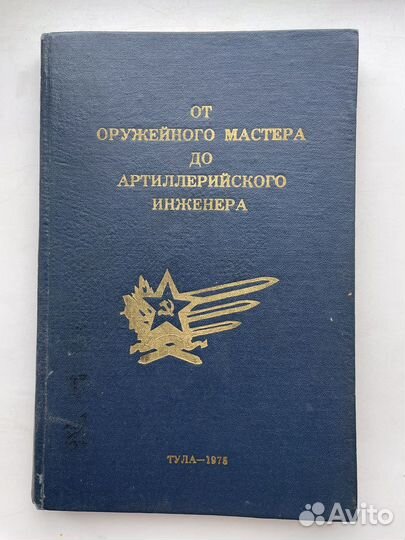 ОТ
ОРУЖЕЙНОГО МАСТЕРА
ДО
АРТИЛЛЕРИЙСКОГО
ИНЖЕНЕРА
ТУЛА—1975
Avito